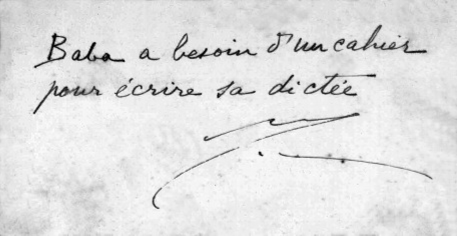 Baba a besoin d'un cahier
pour écrire sa dictée